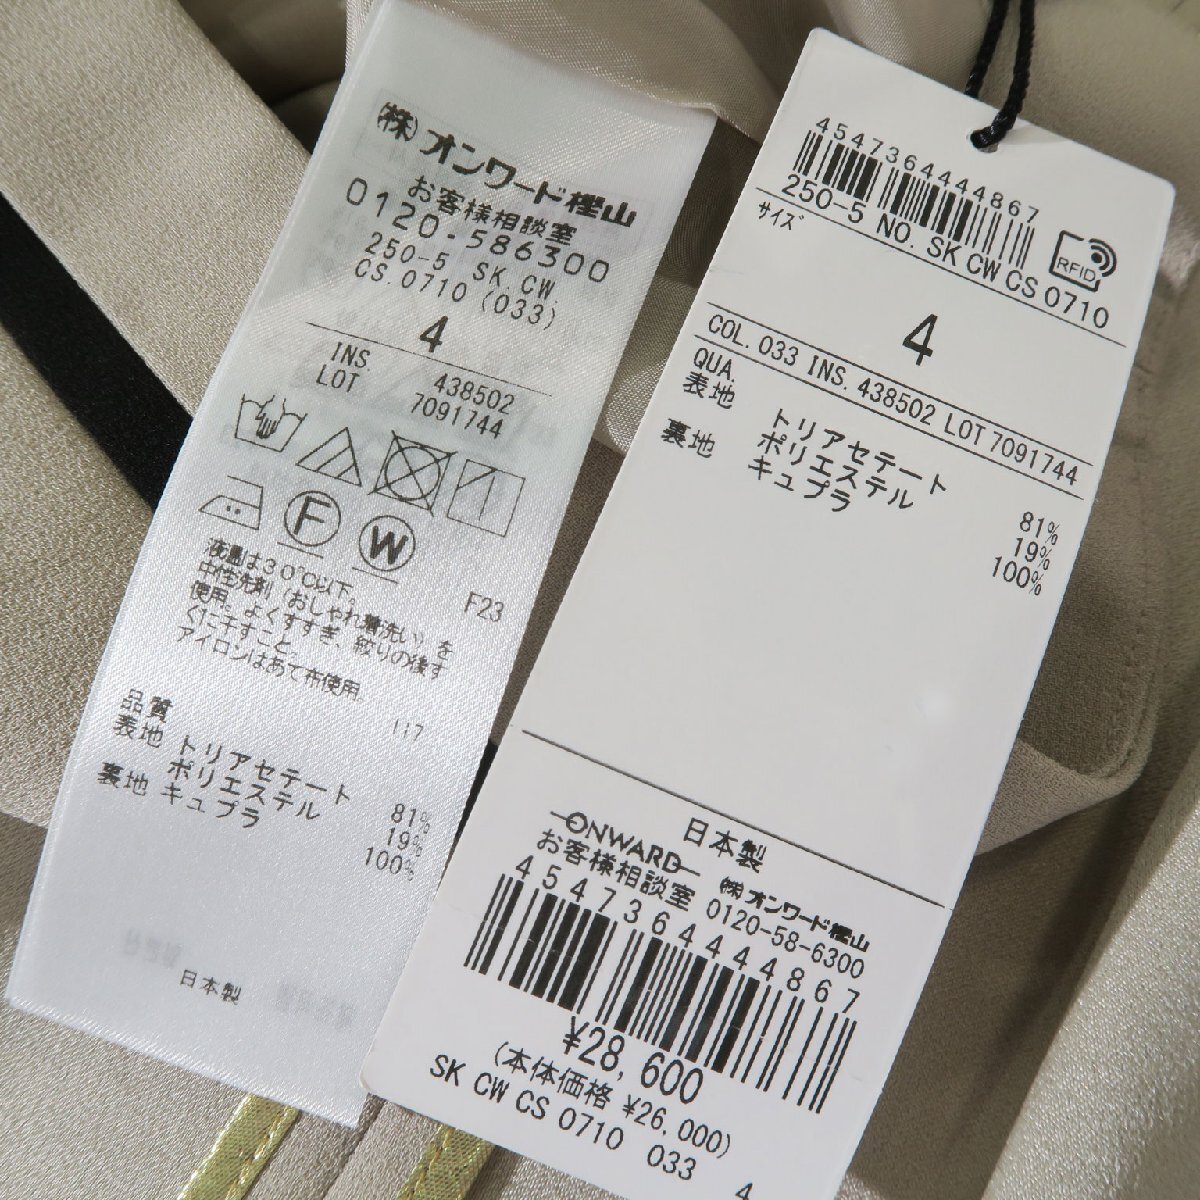 ㈱オンワード樫山
お客様相談室
0120-586300
250-5 SK.CW
CS.0710 (033)
4
INS. 438502
LOT 7091744
F
W
液温は30℃以下、
中性洗剤（おしゃれ着洗い）を
使用。よくすすぎ、絞りの後す
ぐに干すこと。
アイロンはあて布使用
F23
品質
117
表地 トリアセテート 81%
ポリエステル 19%
裏地 キュプラ 100%
日本製
4547364444867
250-5 NO. SK CW CS 0710
サイズ
RFID
4
COL. 033 INS. 438502 LOT 7091744
QUA.
表地 トリアセテート 81%
ポリエステル 19%
裏地 キュプラ 100%
日本製
ONWARD ㈱オンワード樫山
お客様相談室 0120-58-6300
4547364444867
¥28,600
(本体価格 ¥26,000)
SK CW CS 0710 033 4